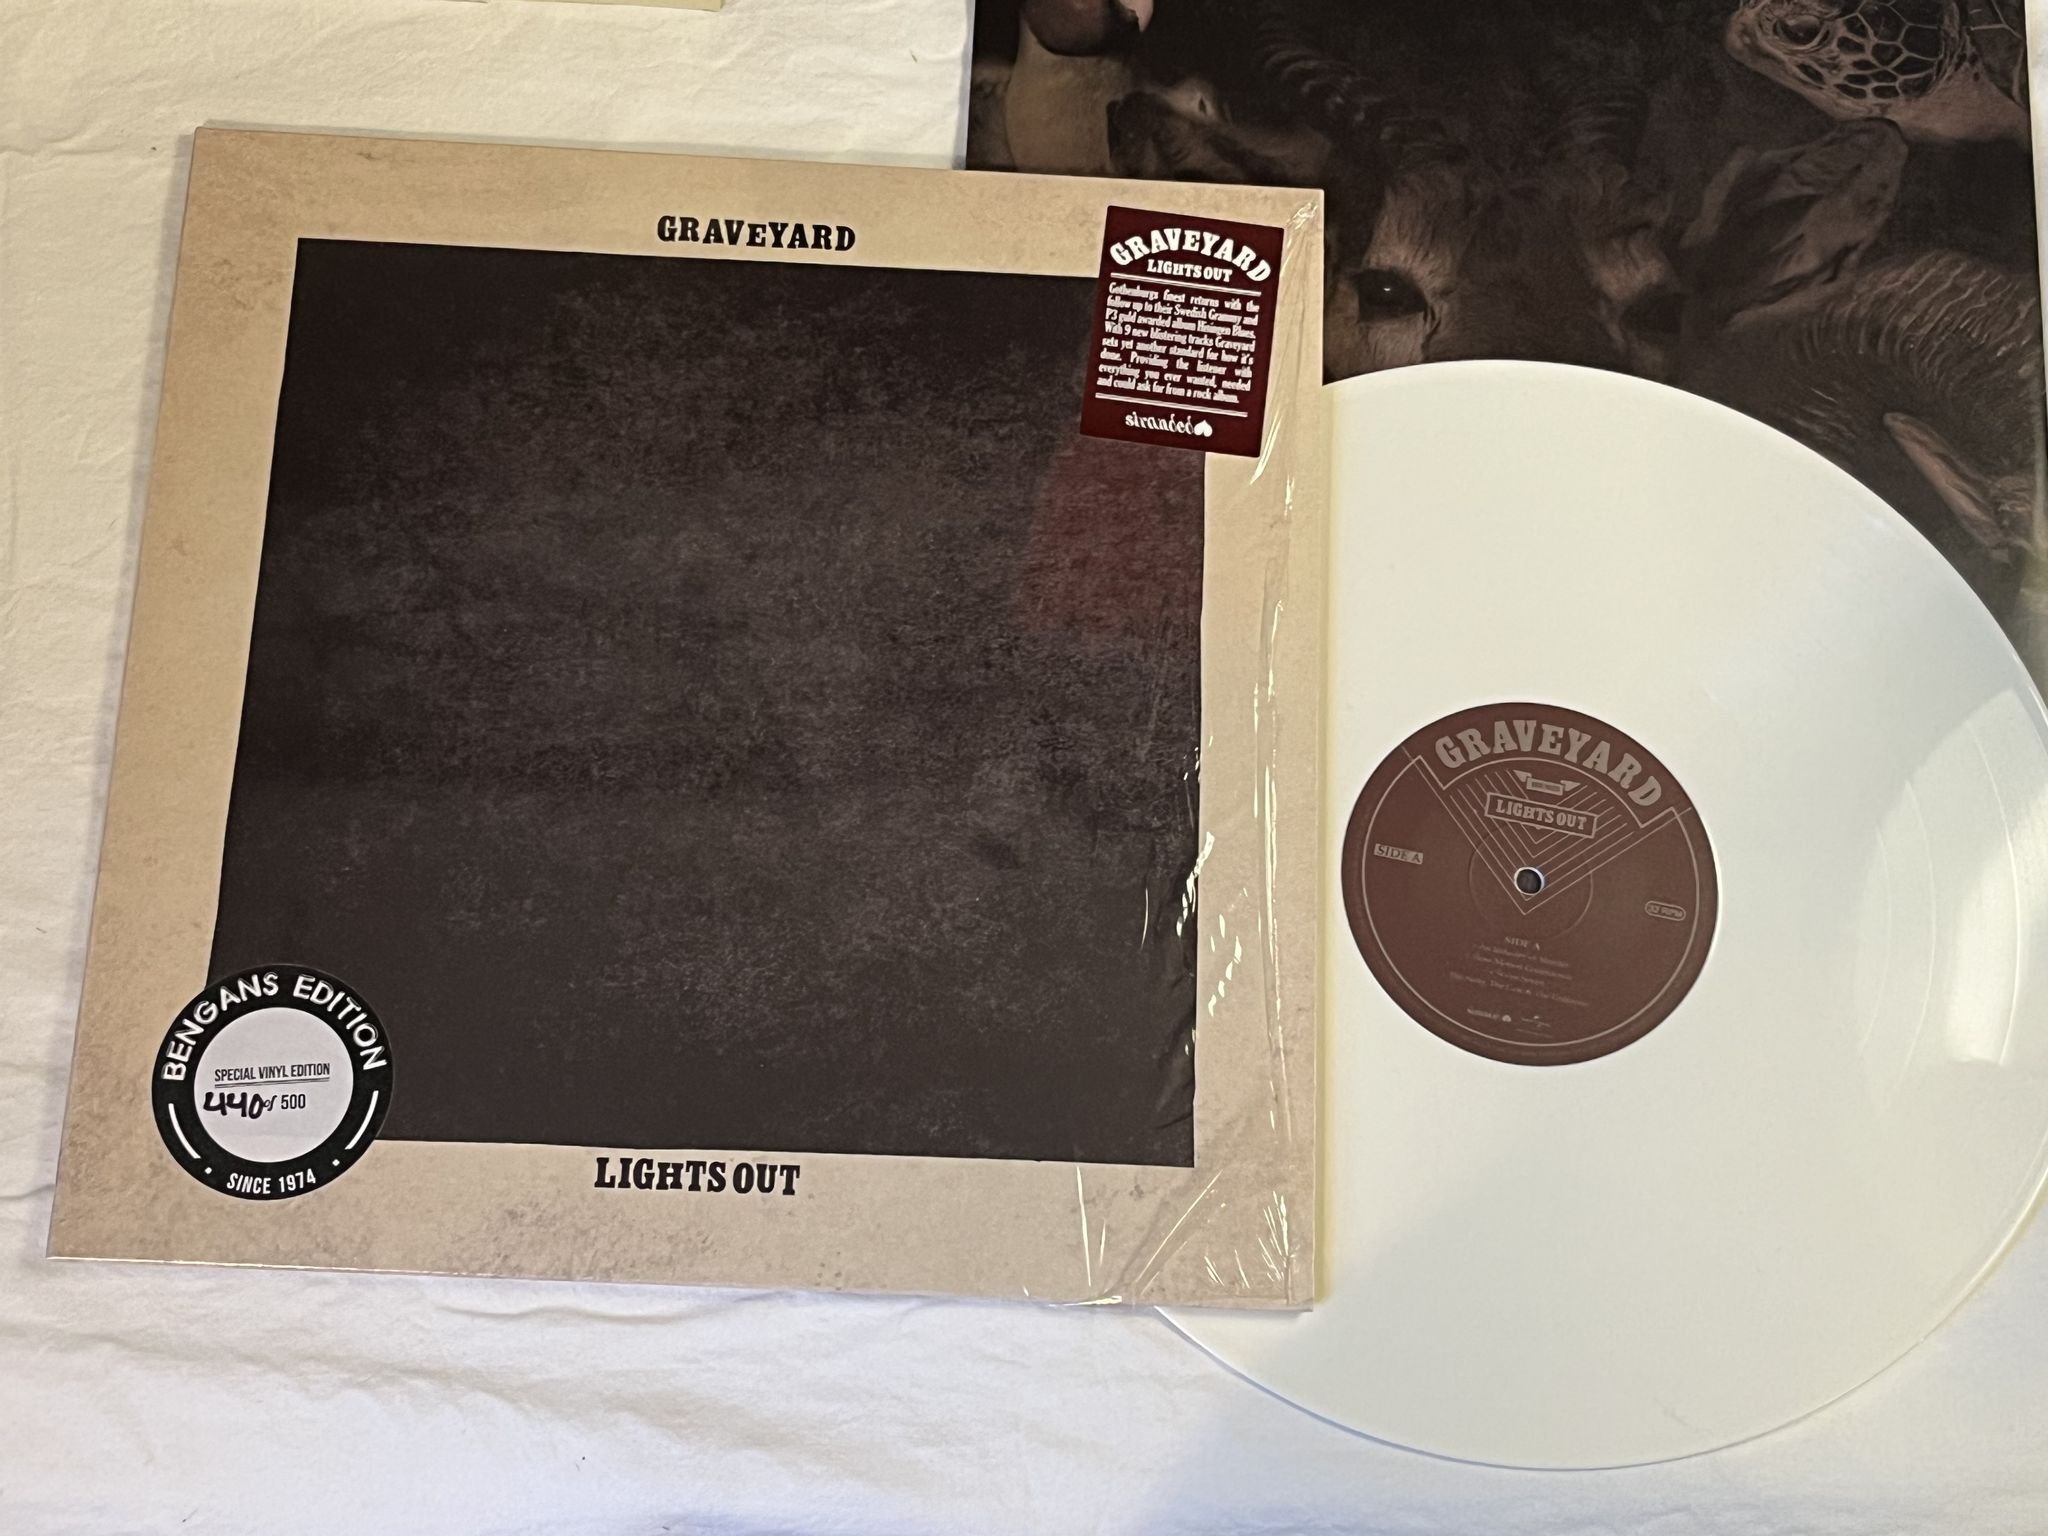 GRAVEYARD
GRAVEYARD
LIGHTS OUT
Gothenburgs finest returns with the
follow up to their Swedish Grammy and
P3 guld awarded album Hisingen Blues.
With 9 new blistering tracks Graveyard
sets yet another standard for how it's
done. Providing the listener with
everything you ever wanted, needed
and could ask for from a rock album.
stranded
LIGHTS OUT
BENGANS EDITION
SPECIAL VINYL EDITION
440 of 500
SINCE 1974
GRAVEYARD
LIGHTS OUT
SIDE A
RPM
SIDE A